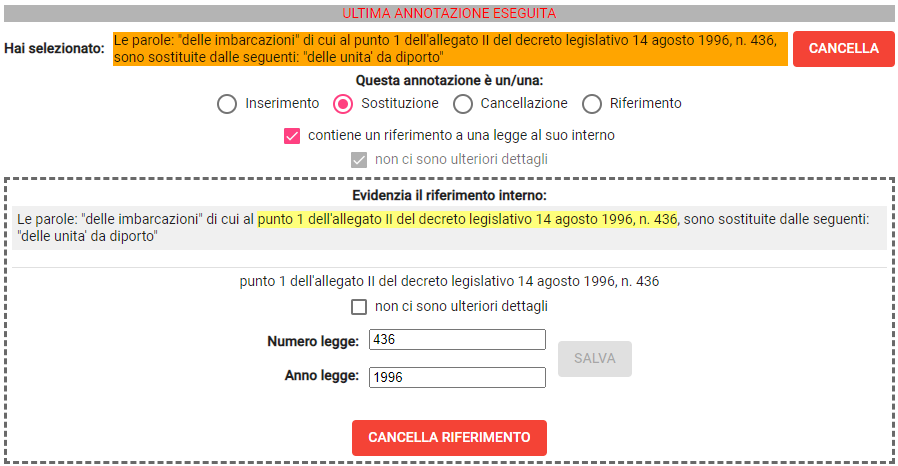 ULTIMA ANNOTAZIONE ESEGUITA
Hai selezionato: Le parole: "delle imbarcazioni" di cui al punto 1 dell'allegato II del decreto legislativo 14 agosto 1996, n. 436, CANCELLA
sono sostituite dalle seguenti: "delle unita' da diporto"
Questa annotazione è un/una:
Inserimento Sostituzione Cancellazione Riferimento
contiene un riferimento a una legge al suo interno
non ci sono ulteriori dettagli
Evidenzia il riferimento interno:
Le parole: "delle imbarcazioni" di cui al punto 1 dell'allegato II del decreto legislativo 14 agosto 1996, n. 436, sono sostituite dalle seguenti:
"delle unita' da diporto"
punto 1 dell'allegato II del decreto legislativo 14 agosto 1996, n. 436
non ci sono ulteriori dettagli
Numero legge: 436
SALVA
Anno legge: 1996
CANCELLA RIFERIMENTO